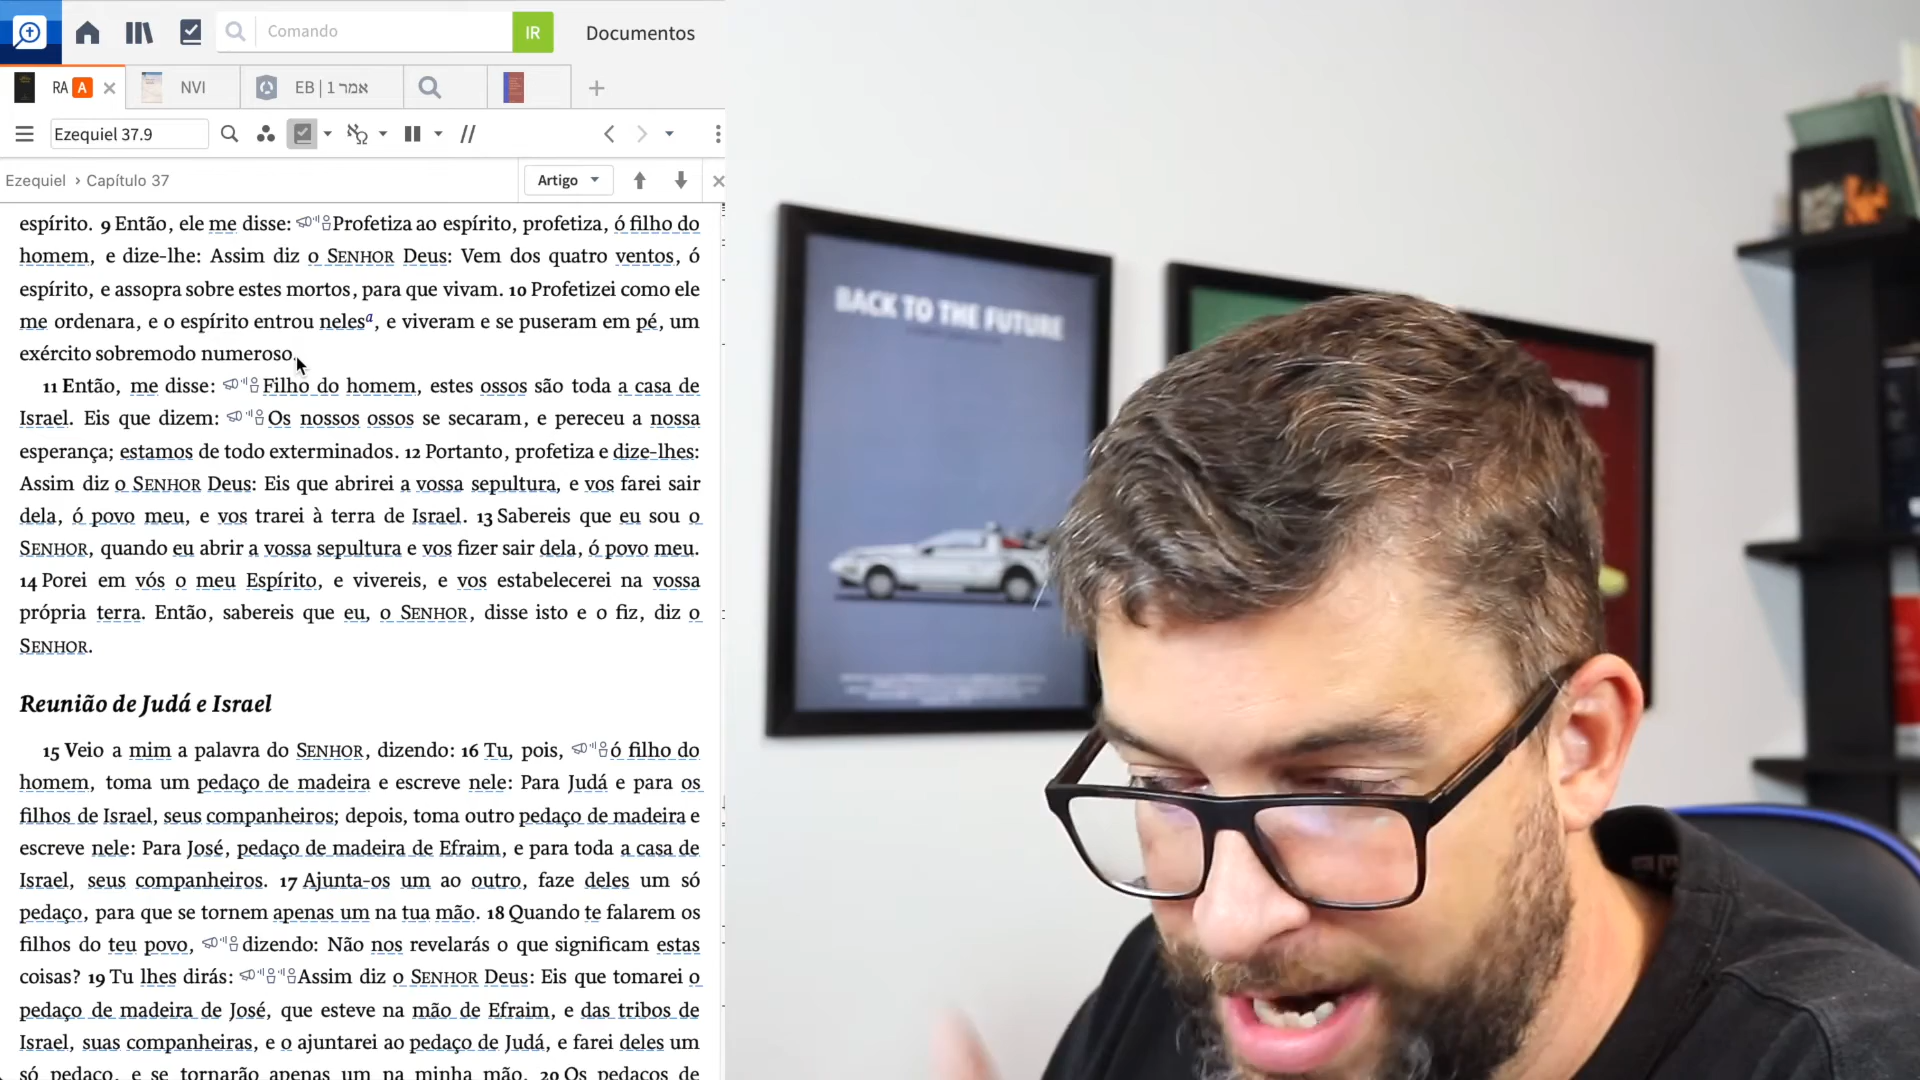 Comando
IR
Documentos
RA A
NVI
EB | 1 אמר
Ezequiel 37.9
Ezequiel › Capítulo 37
Artigo
espírito. 9 Então, ele me disse: Profetiza ao espírito, profetiza, ó filho do
homem, e dize-lhe: Assim diz o SENHOR Deus: Vem dos quatro ventos, ó
espírito, e assopra sobre estes mortos, para que vivam. 10 Profetizei como ele
me ordenara, e o espírito entrou neles a, e viveram e se puseram em pé, um
exército sobremodo numeroso.
11 Então, me disse: Filho do homem, estes ossos são toda a casa de
Israel. Eis que dizem: Os nossos ossos se secaram, e pereceu a nossa
esperança; estamos de todo exterminados. 12 Portanto, profetiza e dize-lhes:
Assim diz o SENHOR Deus: Eis que abrirei a vossa sepultura, e vos farei sair
dela, ó povo meu, e vos trarei à terra de Israel. 13 Sabereis que eu sou o
SENHOR, quando eu abrir a vossa sepultura e vos fizer sair dela, ó povo meu.
14 Porei em vós o meu Espírito, e vivereis, e vos estabelecerei na vossa
própria terra. Então, sabereis que eu, o SENHOR, disse isto e o fiz, diz o
SENHOR.
Reunião de Judá e Israel
15 Veio a mim a palavra do SENHOR, dizendo: 16 Tu, pois, ó filho do
homem, toma um pedaço de madeira e escreve nele: Para Judá e para os
filhos de Israel, seus companheiros; depois, toma outro pedaço de madeira e
escreve nele: Para José, pedaço de madeira de Efraim, e para toda a casa de
Israel, seus companheiros. 17 Ajunta-os um ao outro, faze deles um só
pedaço, para que se tornem apenas um na tua mão. 18 Quando te falarem os
filhos do teu povo, dizendo: Não nos revelarás o que significam estas
coisas? 19 Tu lhes dirás: Assim diz o SENHOR Deus: Eis que tomarei o
pedaço de madeira de José, que esteve na mão de Efraim, e das tribos de
Israel, suas companheiras, e o ajuntarei ao pedaço de Judá, e farei deles um
só pedaço, e se tornarão apenas um na minha mão. 20 Os pedaços de
BACK TO THE FUTURE